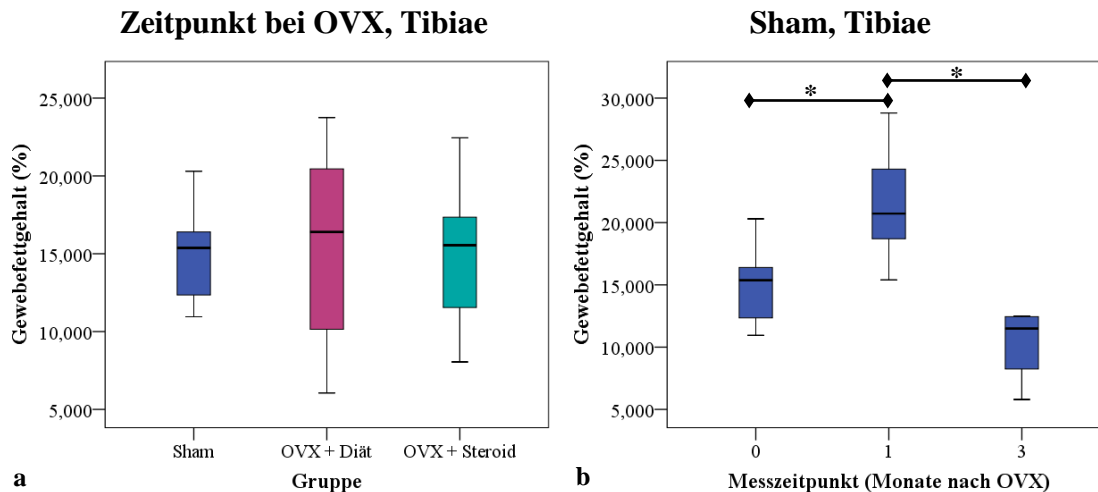 Zeitpunkt bei OVX, Tibiae
Gewebefettgehalt (%)
25,000
20,000
15,000
10,000
5,000
Sham
OVX + Diät
OVX + Steroid
Gruppe
a
Sham, Tibiae
Gewebefettgehalt (%)
30,000
25,000
20,000
15,000
10,000
5,000
*
*
0
1
3
Messzeitpunkt (Monate nach OVX)
b